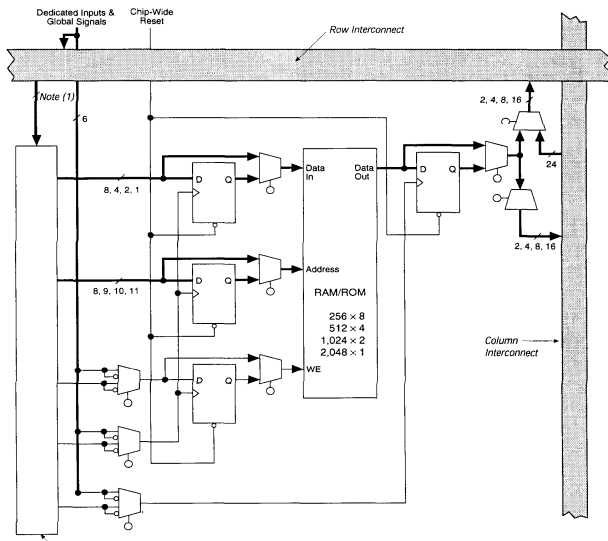 Dedicated Inputs &
Global Signals
Chip-Wide
Reset
Row Interconnect
Note (1)
6
2, 4, 8, 16
24
8, 4, 2, 1
D Q
Data
In
Data
Out
D Q
2, 4, 8, 16
8, 9, 10, 11
D Q
Address
RAM/ROM
256 × 8
512 × 4
1,024 × 2
2,048 × 1
Column
Interconnect
D Q
WE